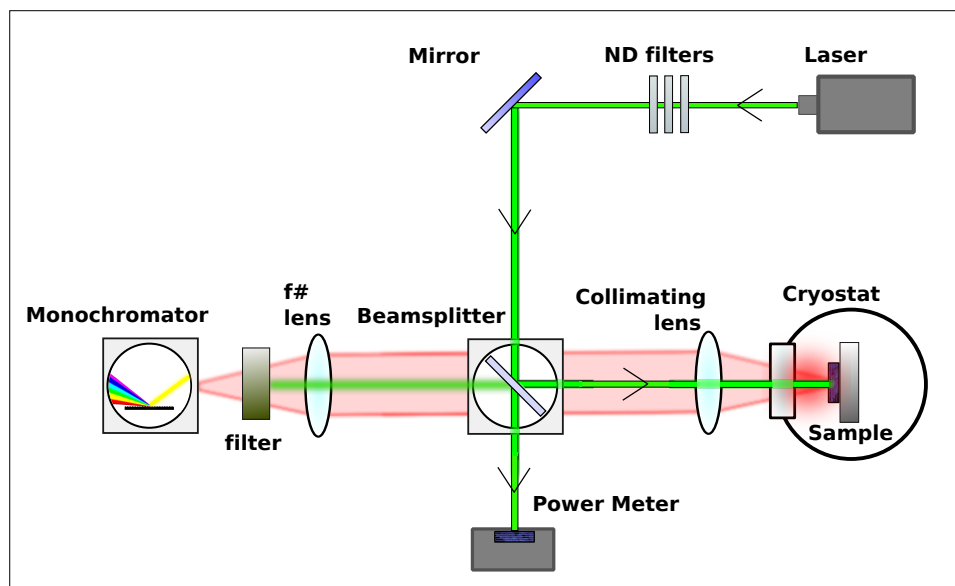 Mirror
ND filters
Laser
Monochromator
f#
lens
Beamsplitter
Collimating
lens
Cryostat
filter
Sample
Power Meter